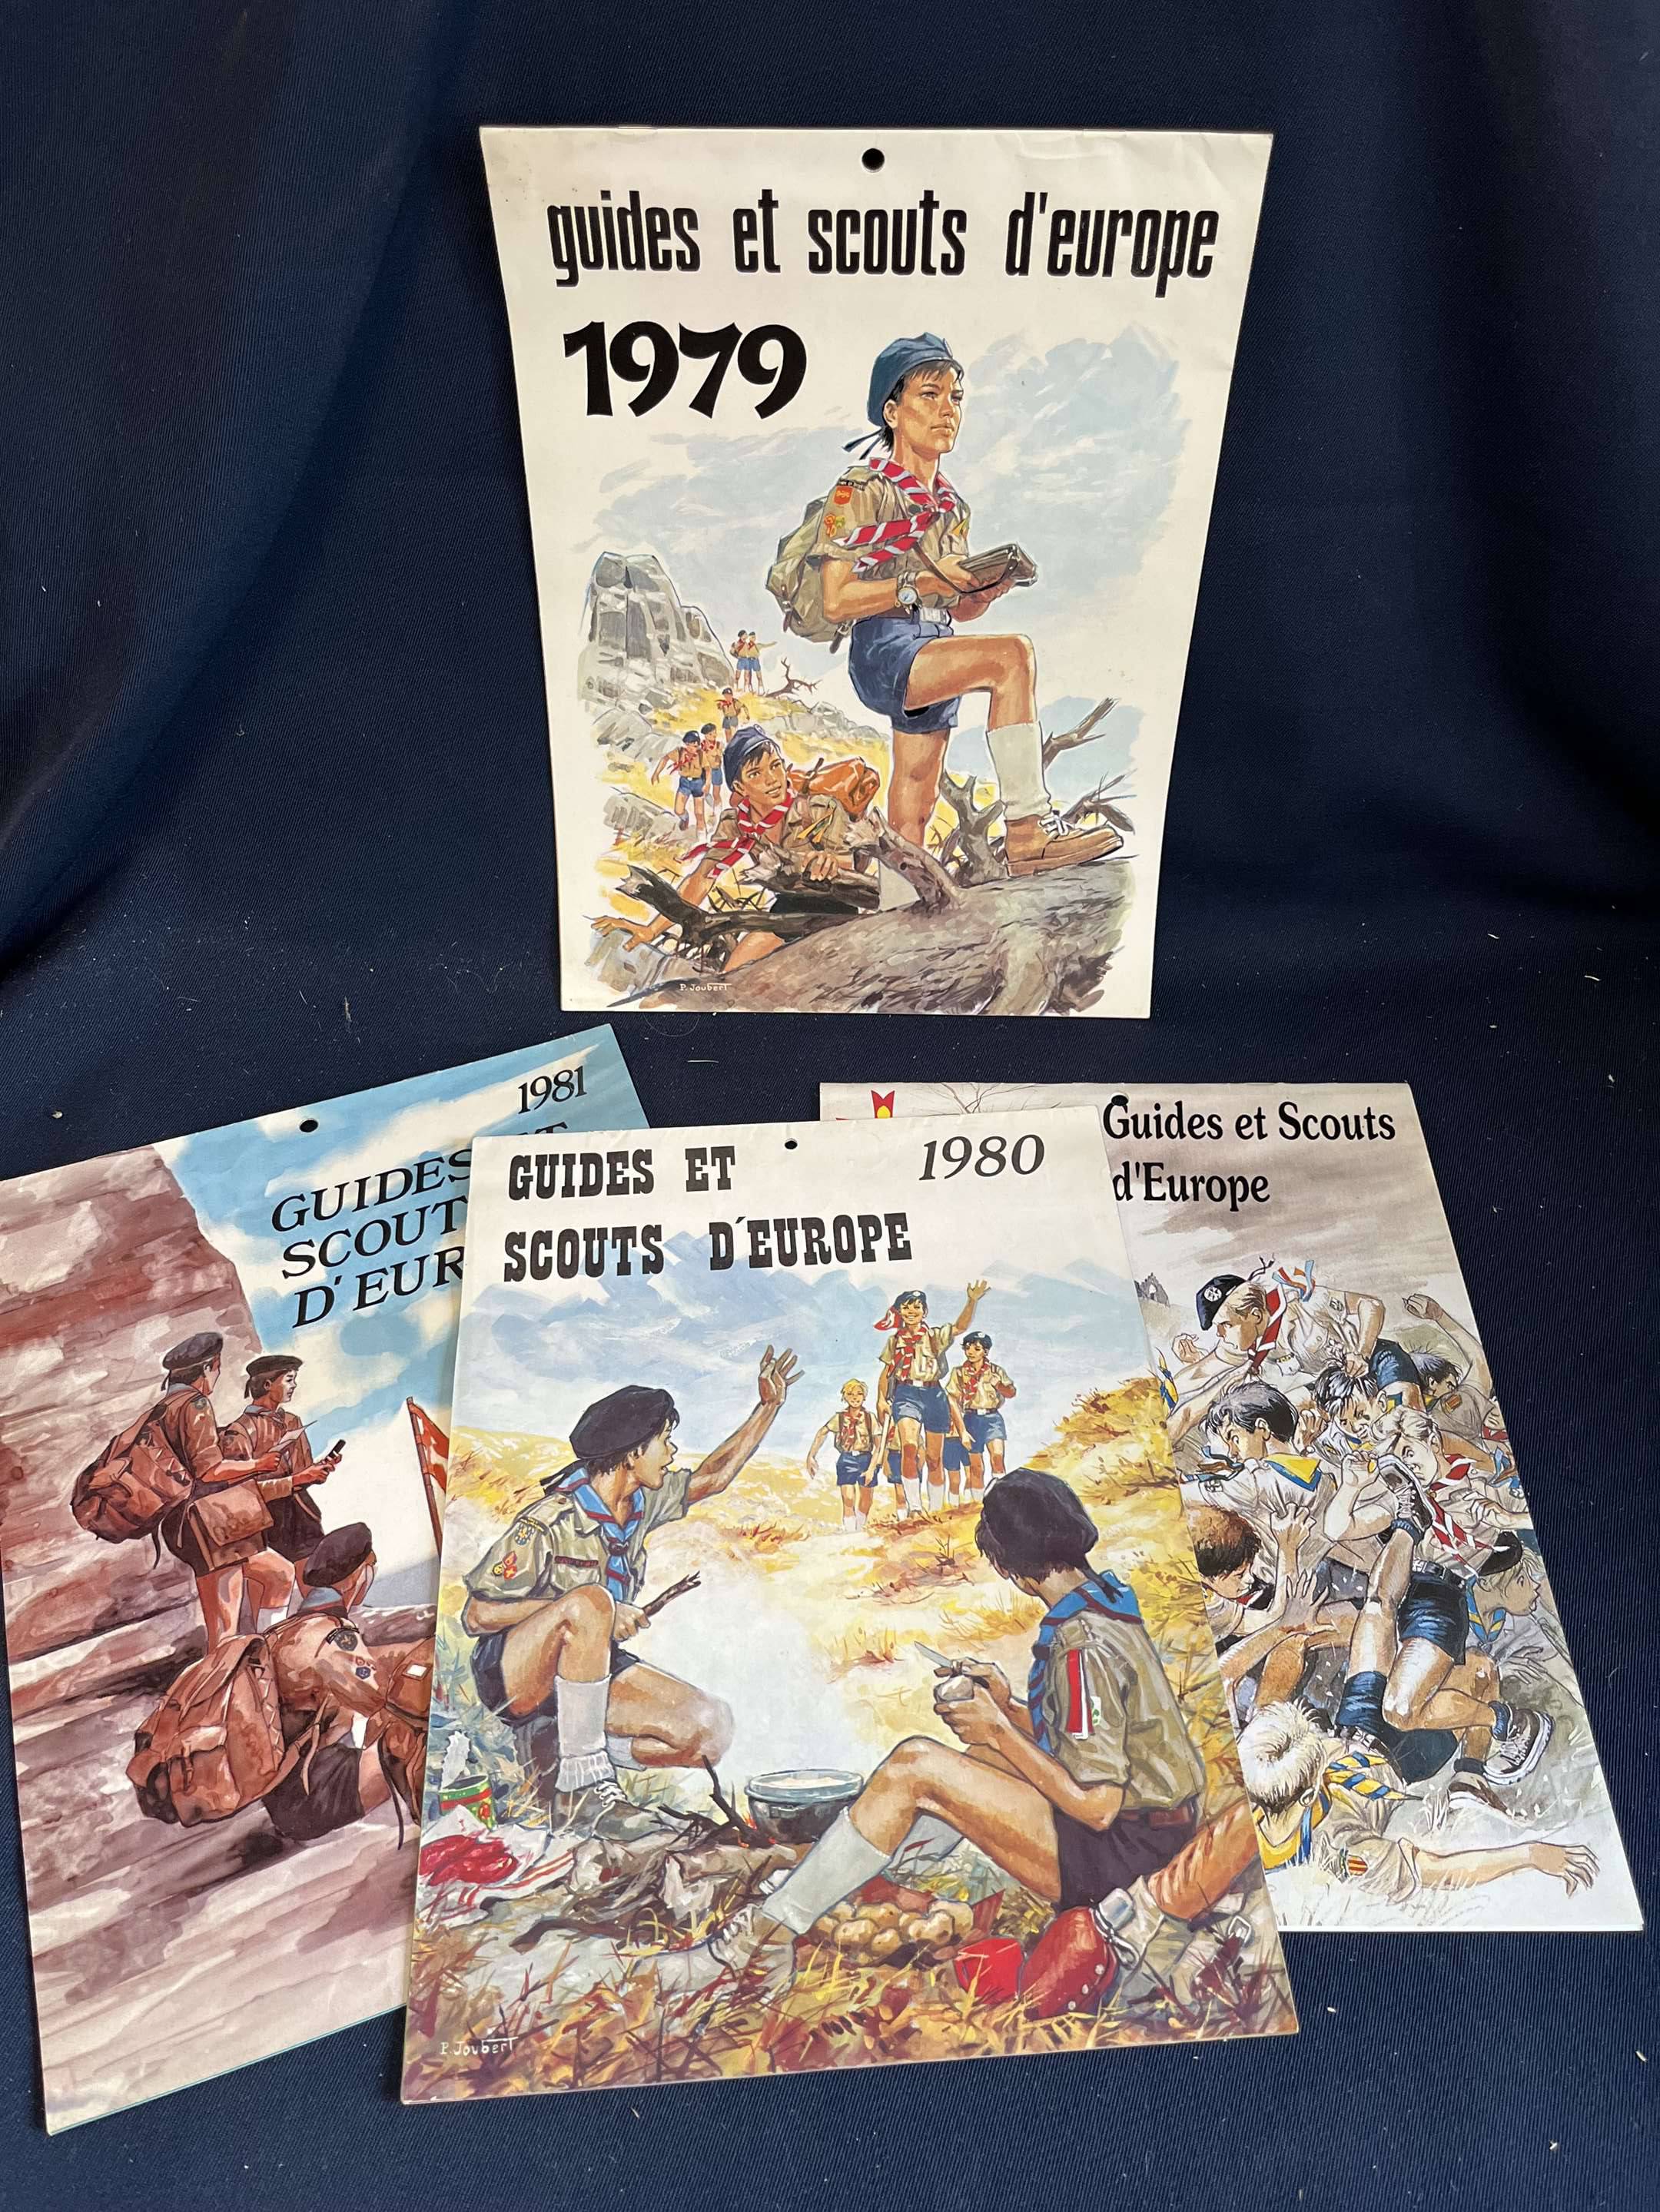 guides et scouts d'europe
1979
P. Joubert
1981
GUIDES
SCOUT
D'EUR
GUIDES ET
1980
SCOUTS D'EUROPE
P. Joubert
Guides et Scouts
d'Europe